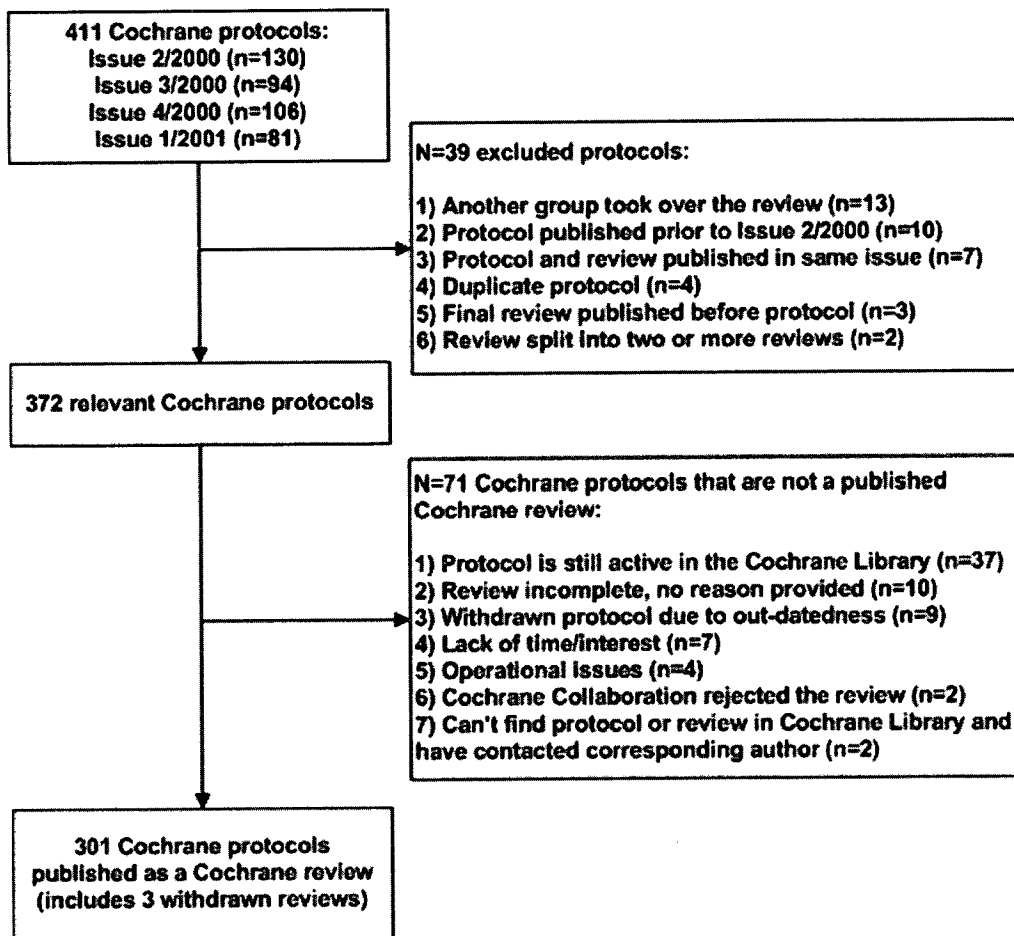 411 Cochrane protocols:
Issue 2/2000 (n=130)
Issue 3/2000 (n=94)
Issue 4/2000 (n=106)
Issue 1/2001 (n=81)
N=39 excluded protocols:
1) Another group took over the review (n=13)
2) Protocol published prior to Issue 2/2000 (n=10)
3) Protocol and review published in same issue (n=7)
4) Duplicate protocol (n=4)
5) Final review published before protocol (n=3)
6) Review split into two or more reviews (n=2)
372 relevant Cochrane protocols
N=71 Cochrane protocols that are not a published
Cochrane review:
1) Protocol is still active in the Cochrane Library (n=37)
2) Review incomplete, no reason provided (n=10)
3) Withdrawn protocol due to out-datedness (n=9)
4) Lack of time/interest (n=7)
5) Operational issues (n=4)
6) Cochrane Collaboration rejected the review (n=2)
7) Can't find protocol or review in Cochrane Library and
have contacted corresponding author (n=2)
301 Cochrane protocols
published as a Cochrane review
(includes 3 withdrawn reviews)